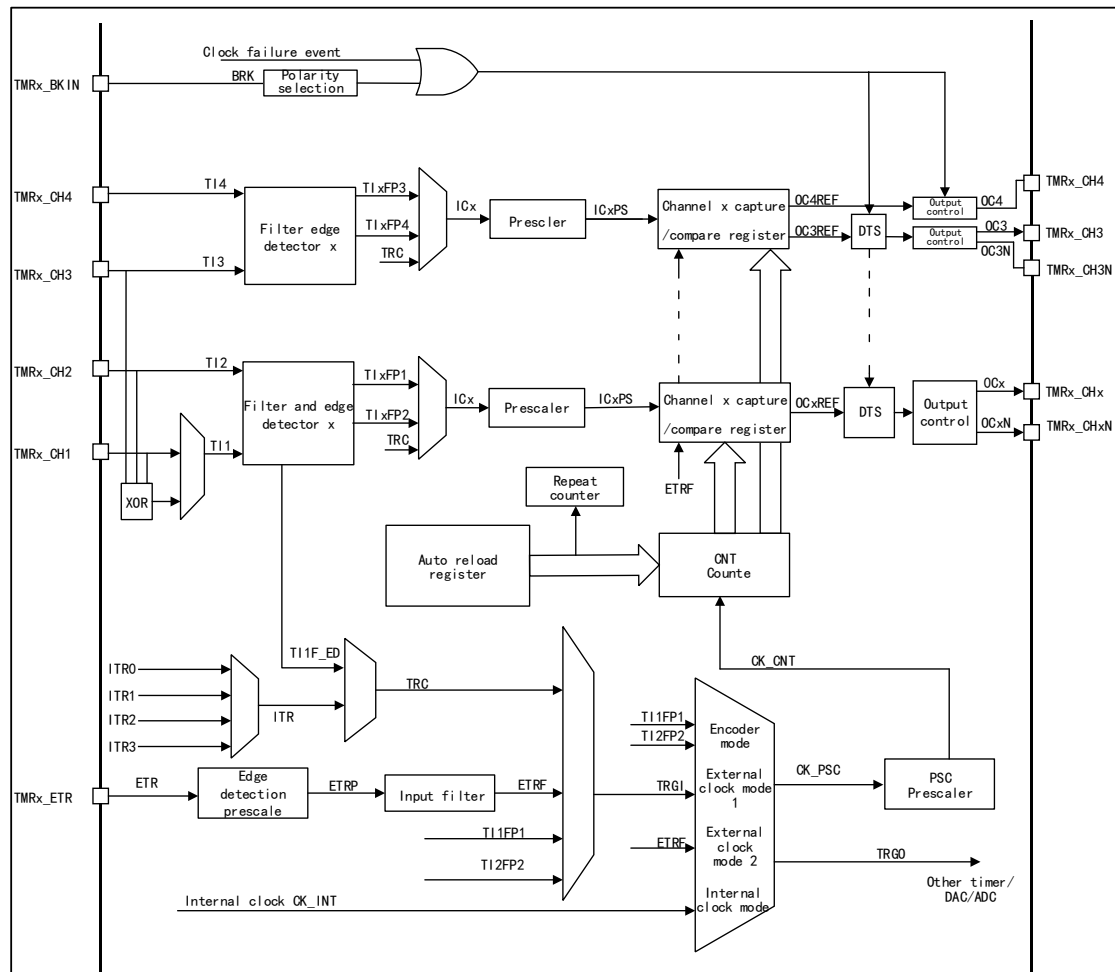 Clock failure event
TMRx_BKIN
BRK
Polarity
selection
TMRx_CH4
TI4
TIxFP3
ICx
ICxPS
OC4REF
Output
control
OC4
TMRx_CH4
Filter edge
detector x
TIxFP4
TRC
Prescler
Channel x capture
/compare register
OC3REF
DTS
Output
control
OC3
TMRx_CH3
OC3N
TMRx_CH3N
TMRx_CH3
TI3
TMRx_CH2
TI2
TIxFP1
ICx
ICxPS
OCxREF
OCx
TMRx_CHx
Filter and edge
detector x
TIxFP2
TRC
Prescaler
Channel x capture
/compare register
DTS
Output
control
OCxN
TMRx_CHxN
TMRx_CH1
TI1
XOR
ETRF
Repeat
counter
Auto reload
register
CNT
Counte
TI1F_ED
CK_CNT
ITR0
ITR1
ITR2
ITR3
ITR
TRC
TI1FP1
TI2FP2
Encoder
mode
TMRx_ETR
ETR
Edge
detection
prescale
ETRP
Input filter
ETRF
TRGI
External
clock mode
1
CK_PSC
PSC
Prescaler
TI1FP1
TI2FP2
ETRF
External
clock
mode 2
TRGO
Other timer/
DAC/ADC
Internal clock CK_INT
Internal
clock mode